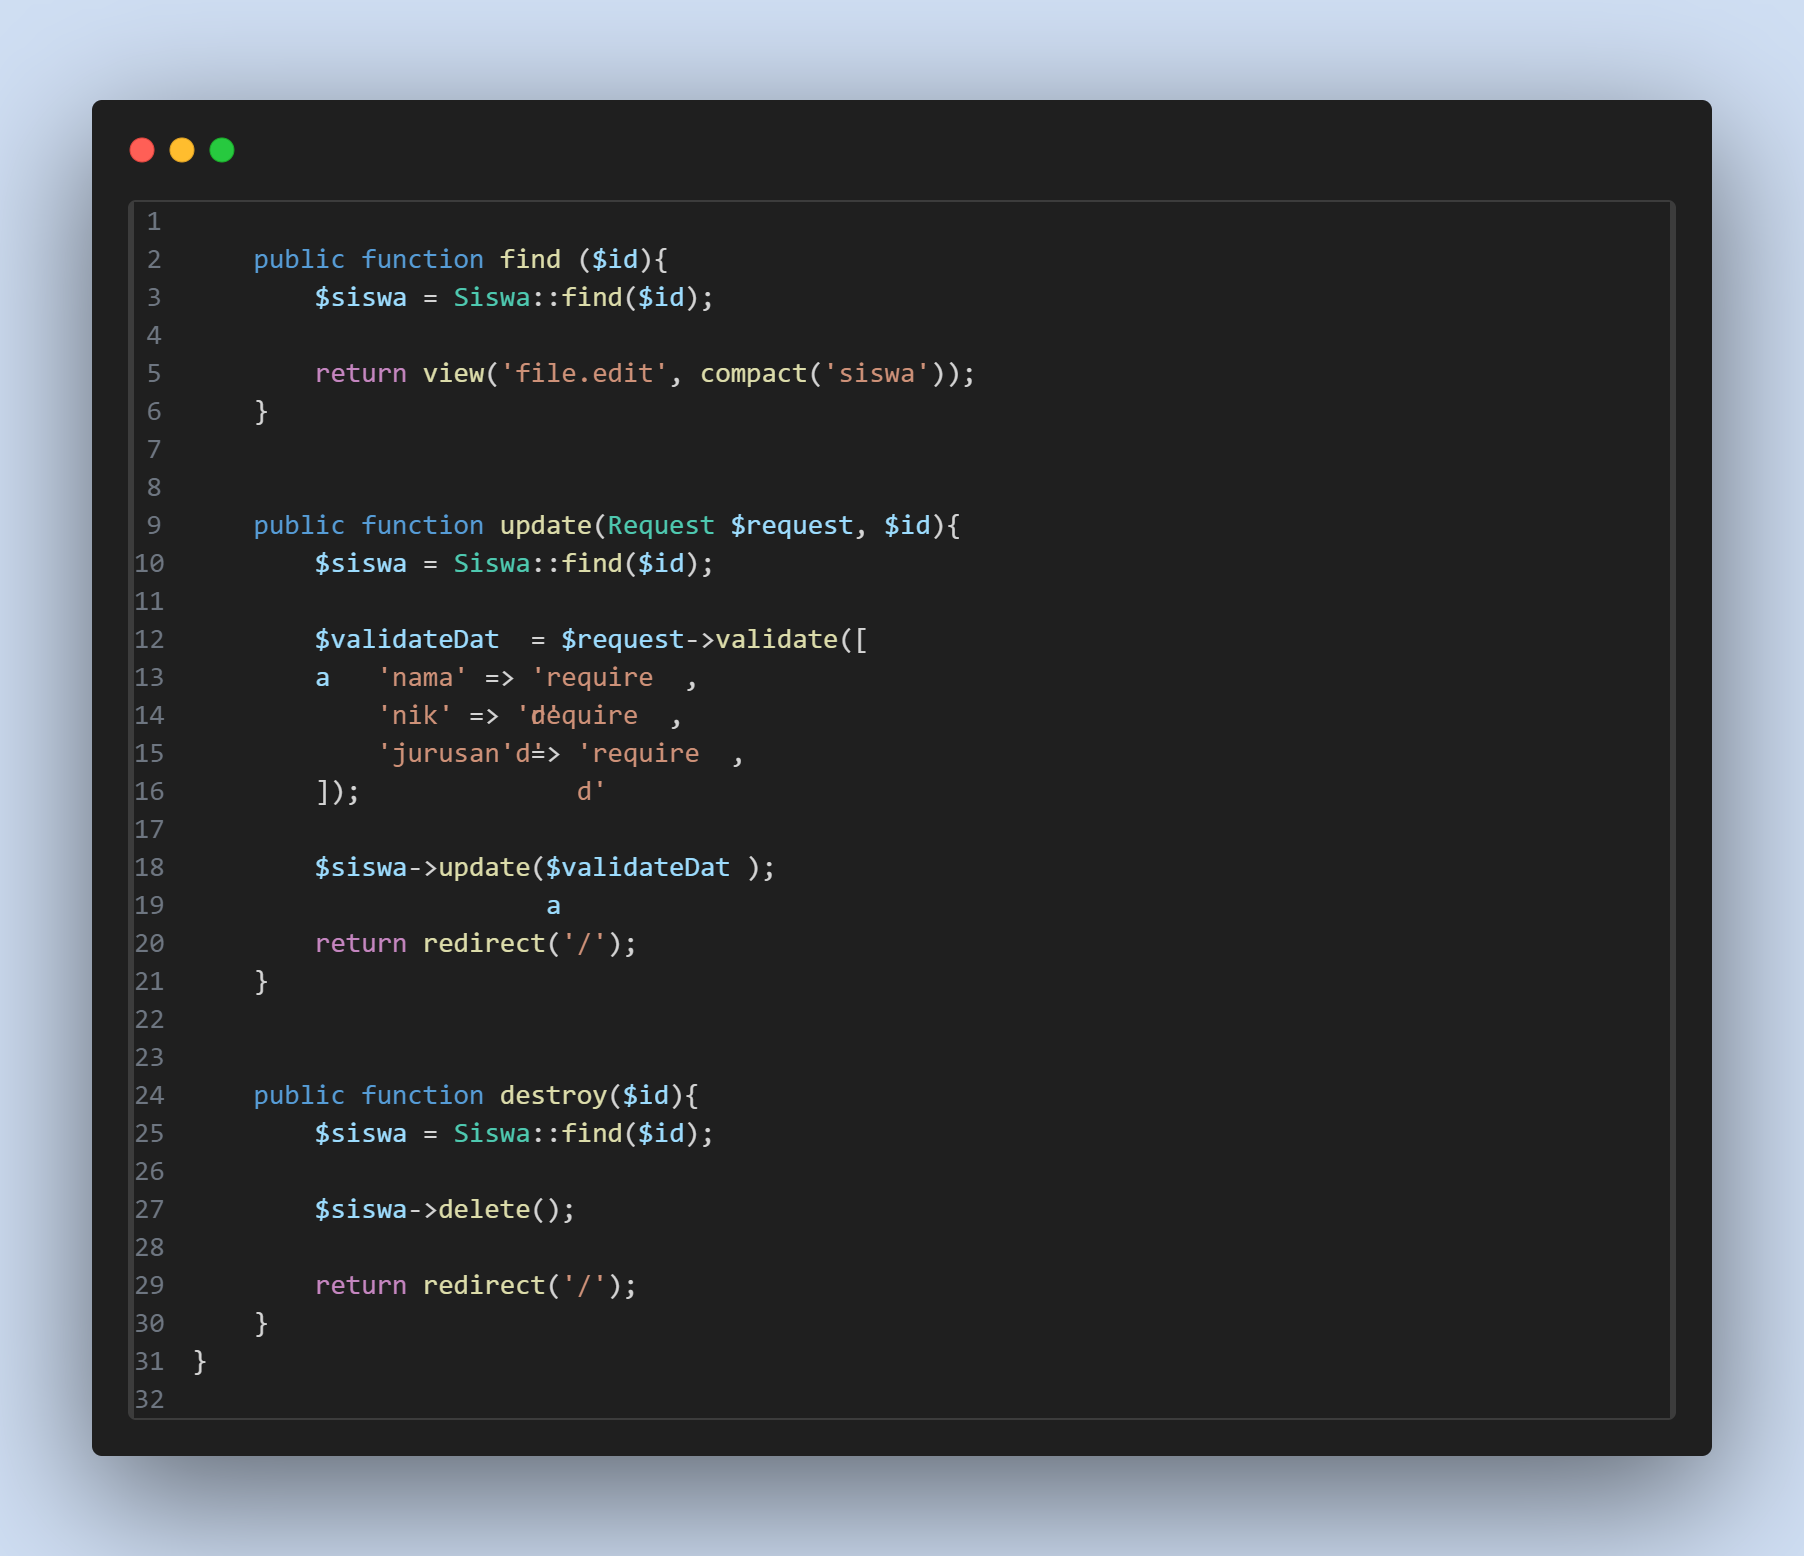 1
2 public function find ($id){
3 $siswa = Siswa::find($id);
4
5 return view('file.edit', compact('siswa'));
6 }
7
8
9 public function update(Request $request, $id){
10 $siswa = Siswa::find($id);
11
12 $validateDat = $request->validate([
13 a 'nama' => 'require ,
14 'nik' => 'require ,
d'
15 'jurusan' => 'require ,
d'
16 ]); d'
17
18 $siswa->update($validateDat );
19 a
20 return redirect('/');
21 }
22
23
24 public function destroy($id){
25 $siswa = Siswa::find($id);
26
27 $siswa->delete();
28
29 return redirect('/');
30 }
31 }
32